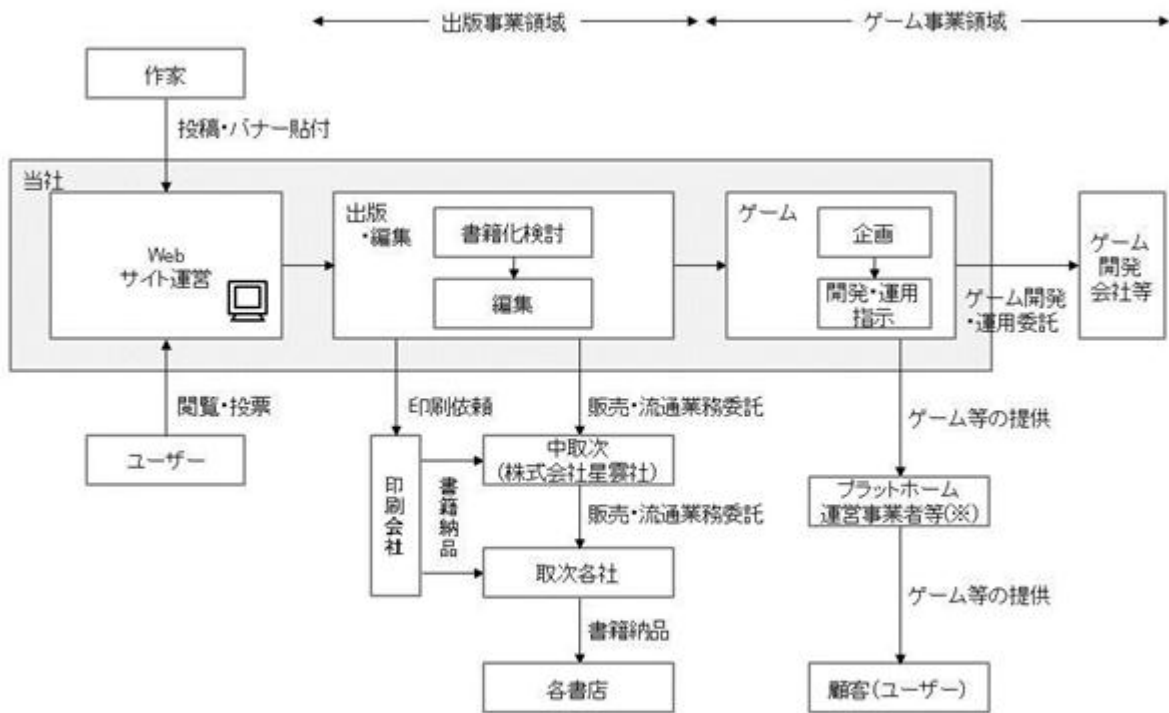 出版事業領域
ゲーム事業領域
作家
投稿・バナー貼付
当社
Web
サイト運営
出版
・編集
書籍化検討
編集
ゲーム
企画
開発・運用
指示
ゲーム
開発
会社等
ゲーム開発
・運用委託
閲覧・投票
ユーザー
印刷依頼
販売・流通業務委託
ゲーム等の提供
印刷会社
書籍納品
中取次
(株式会社星雲社)
販売・流通業務委託
取次各社
書籍納品
各書店
プラットホーム
運営事業者等(※)
ゲーム等の提供
顧客(ユーザー)